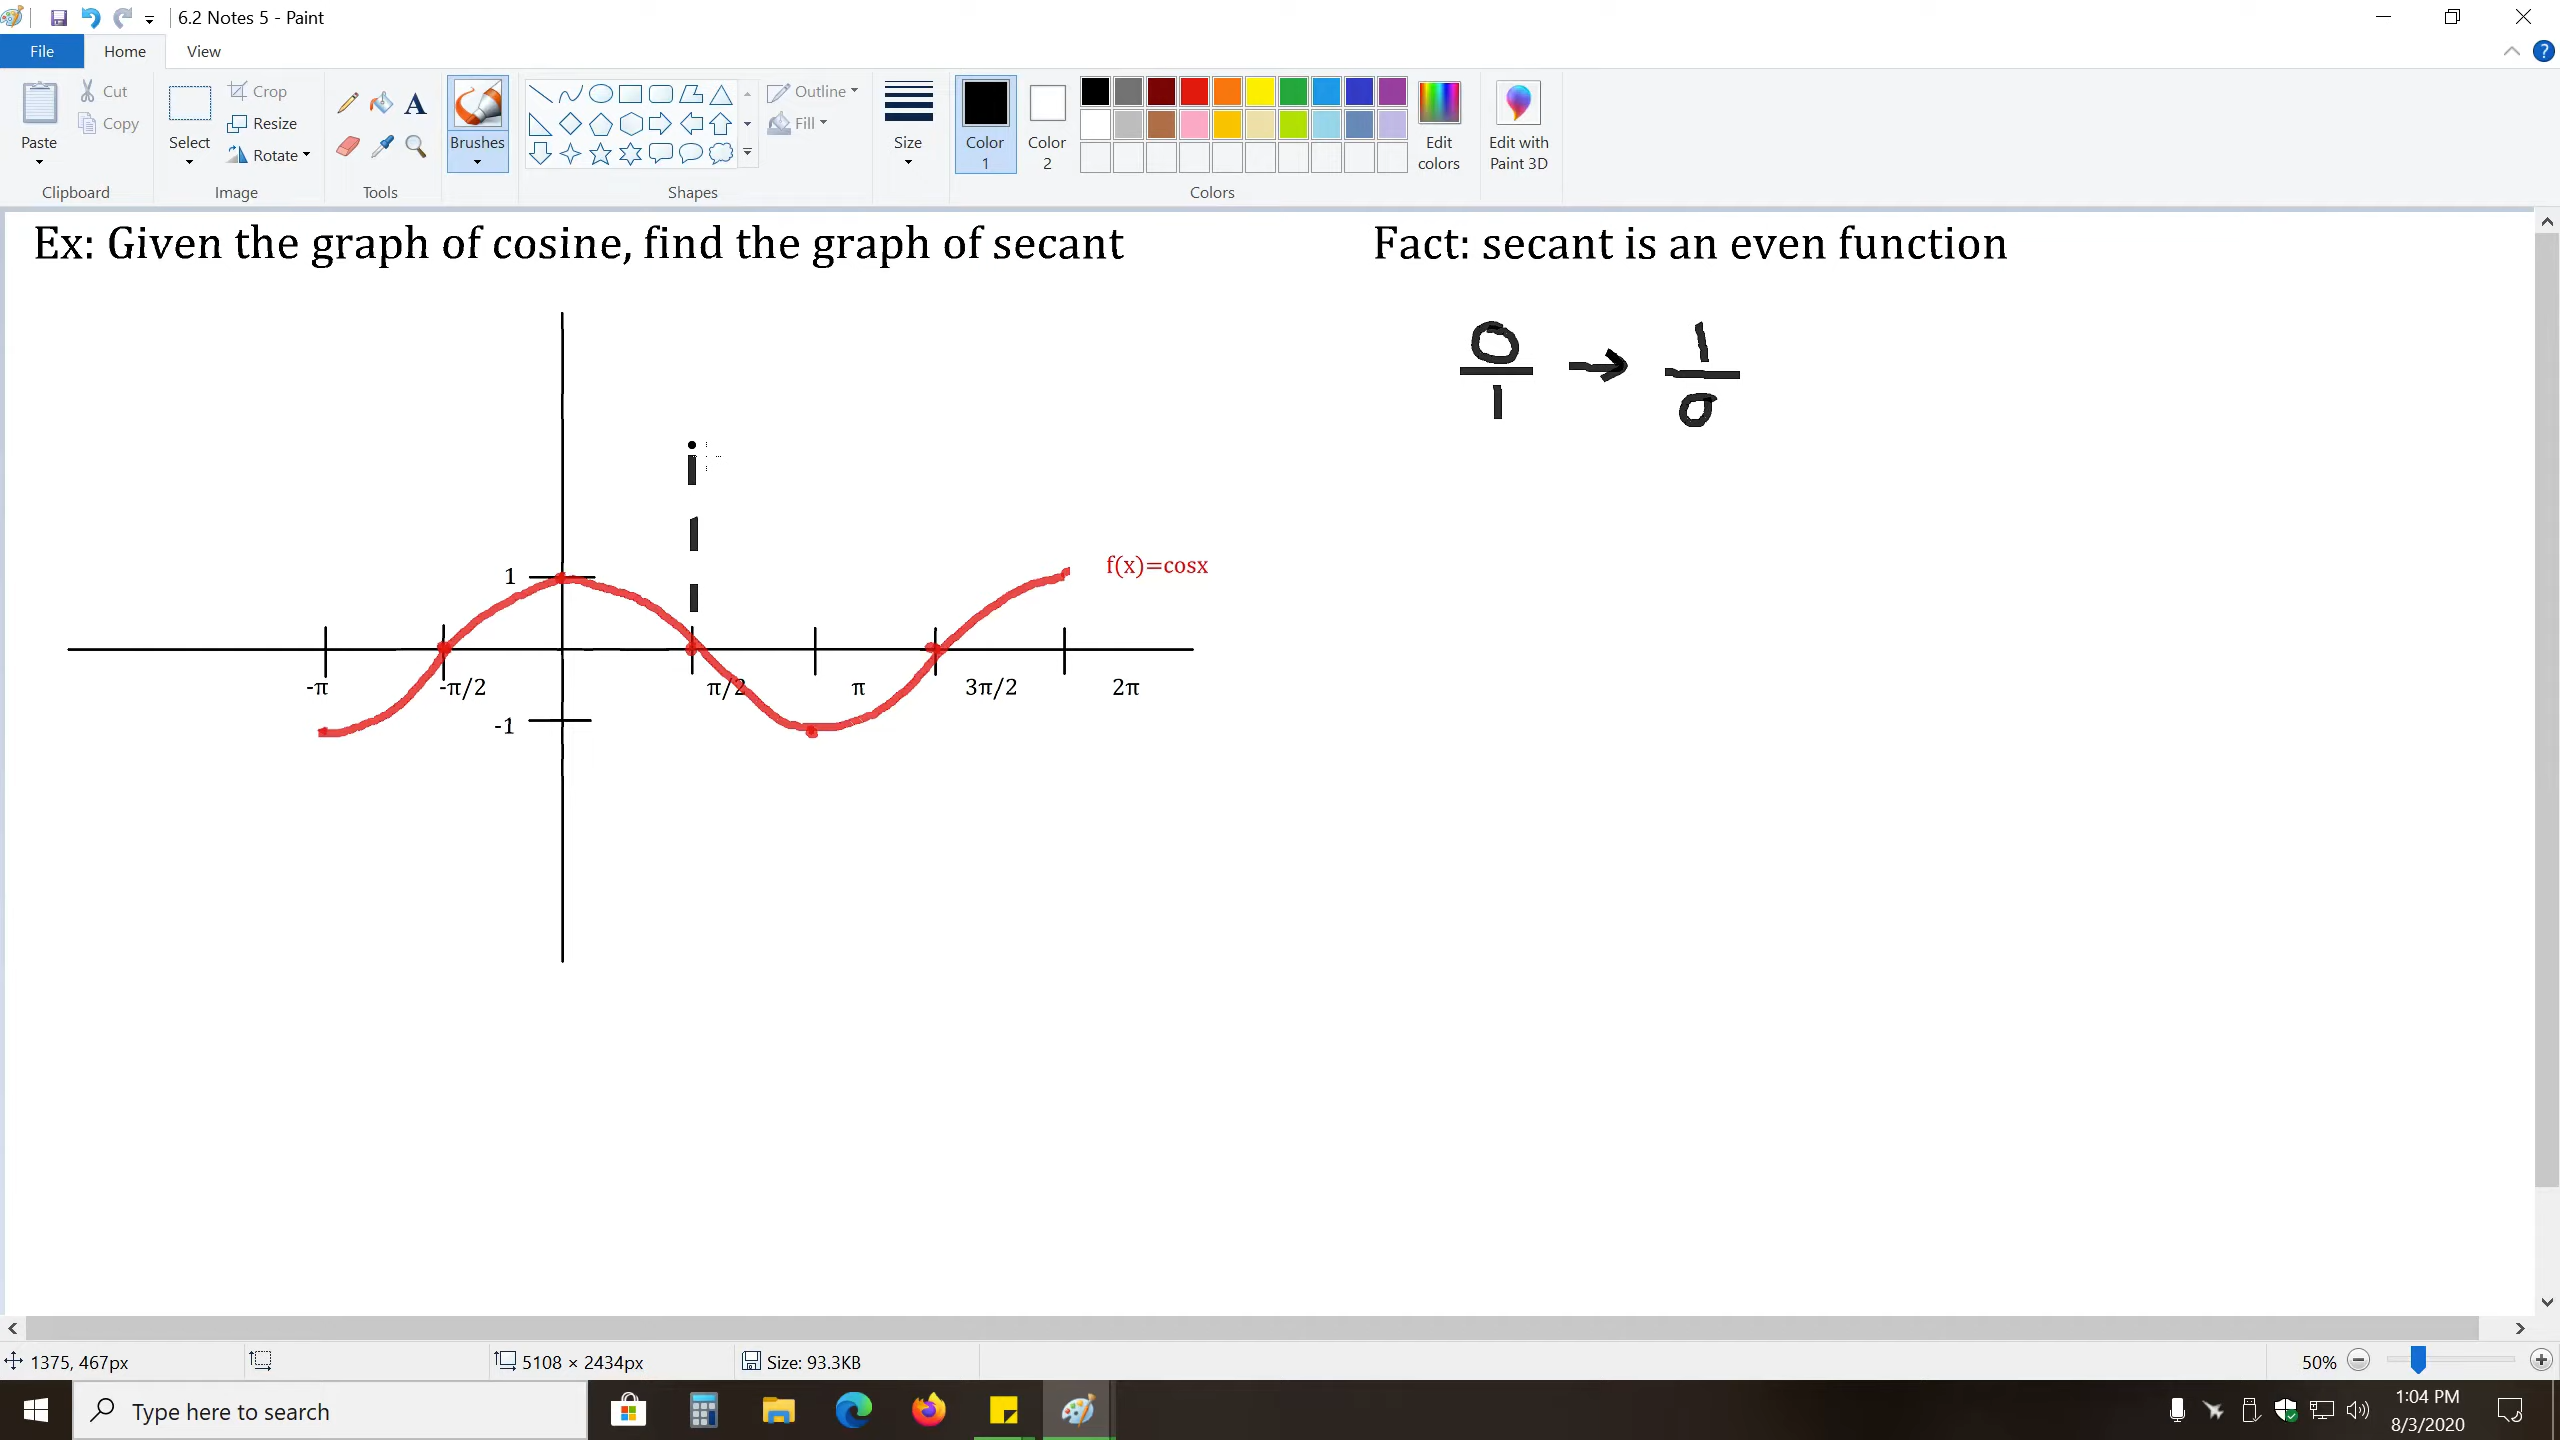 6.2 Notes 5 - Paint
File Home View
Paste
Cut
Copy
Clipboard
Select
Crop
Resize
Rotate
Image
A
Tools
Brushes
Outline
Fill
Shapes
Size
Color 1
Color 2
Edit colors
Colors
Edit with Paint 3D
?
Ex: Given the graph of cosine, find the graph of secant
Fact: secant is an even function
0/1 → 1/0
f(x)=cosx
1
-π -π/2 π/2 π 3π/2 2π
-1
1375, 467px
5108 × 2434px
Size: 93.3KB
50%
Type here to search
1:04 PM
8/3/2020